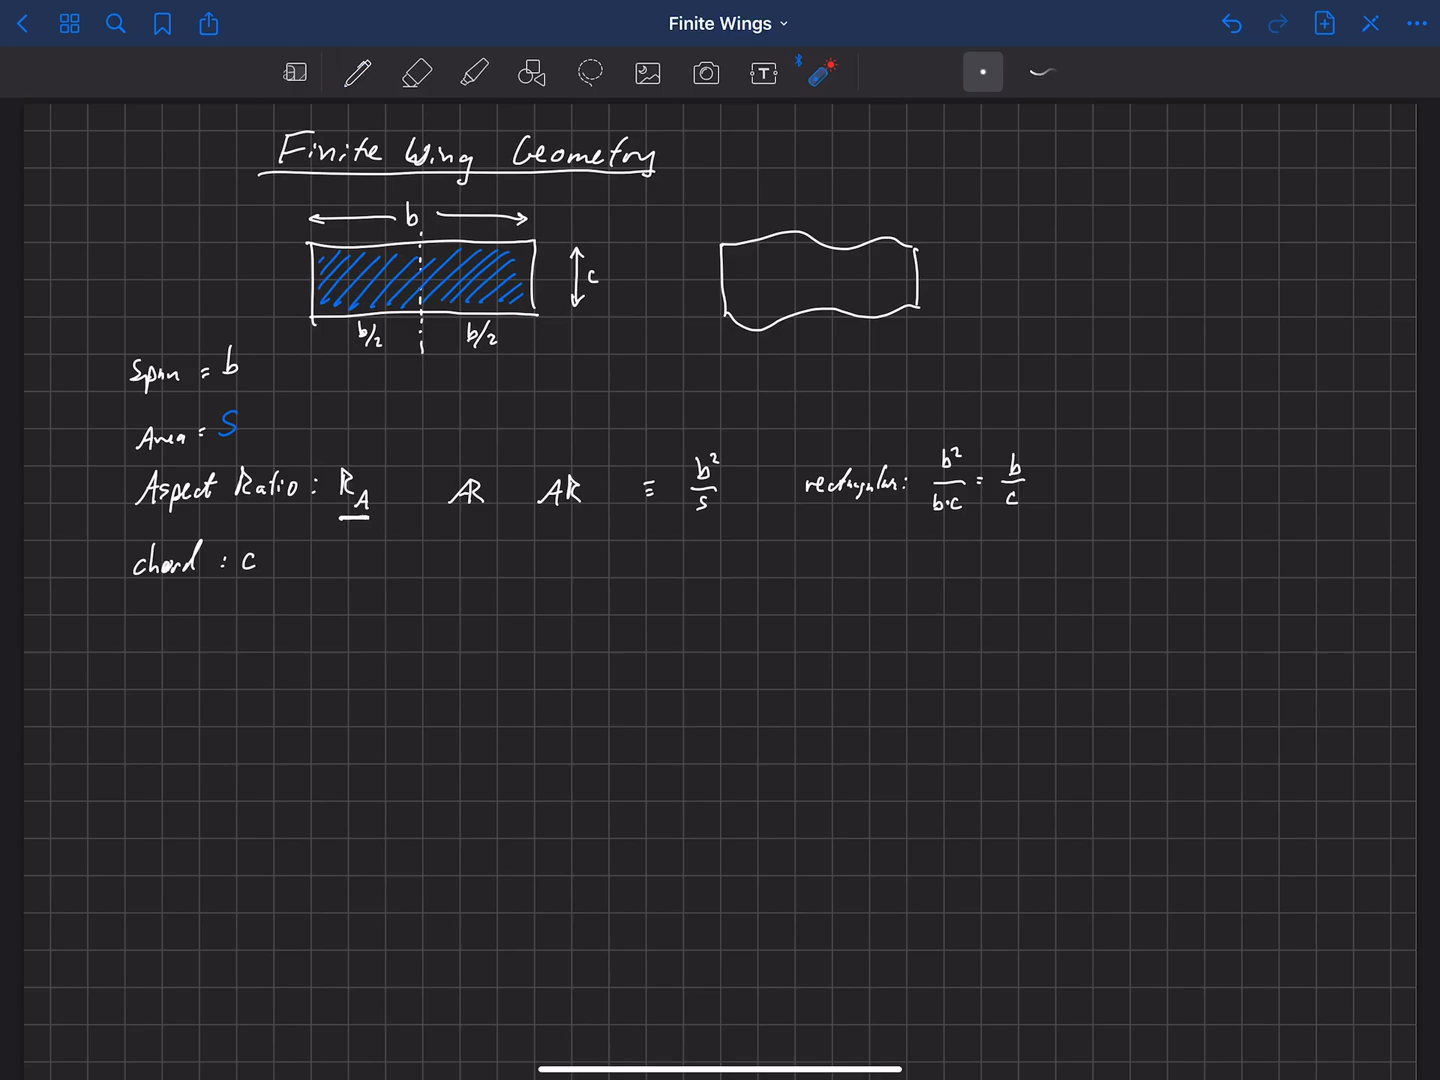 Finite Wings
T
Finite Wing Geometry
b
c
b/2 b/2
Span = b
Area = S
Aspect Ratio : R_A AR AR ≡ b²/S rectangular: b²/b·c = b/c
chord : c